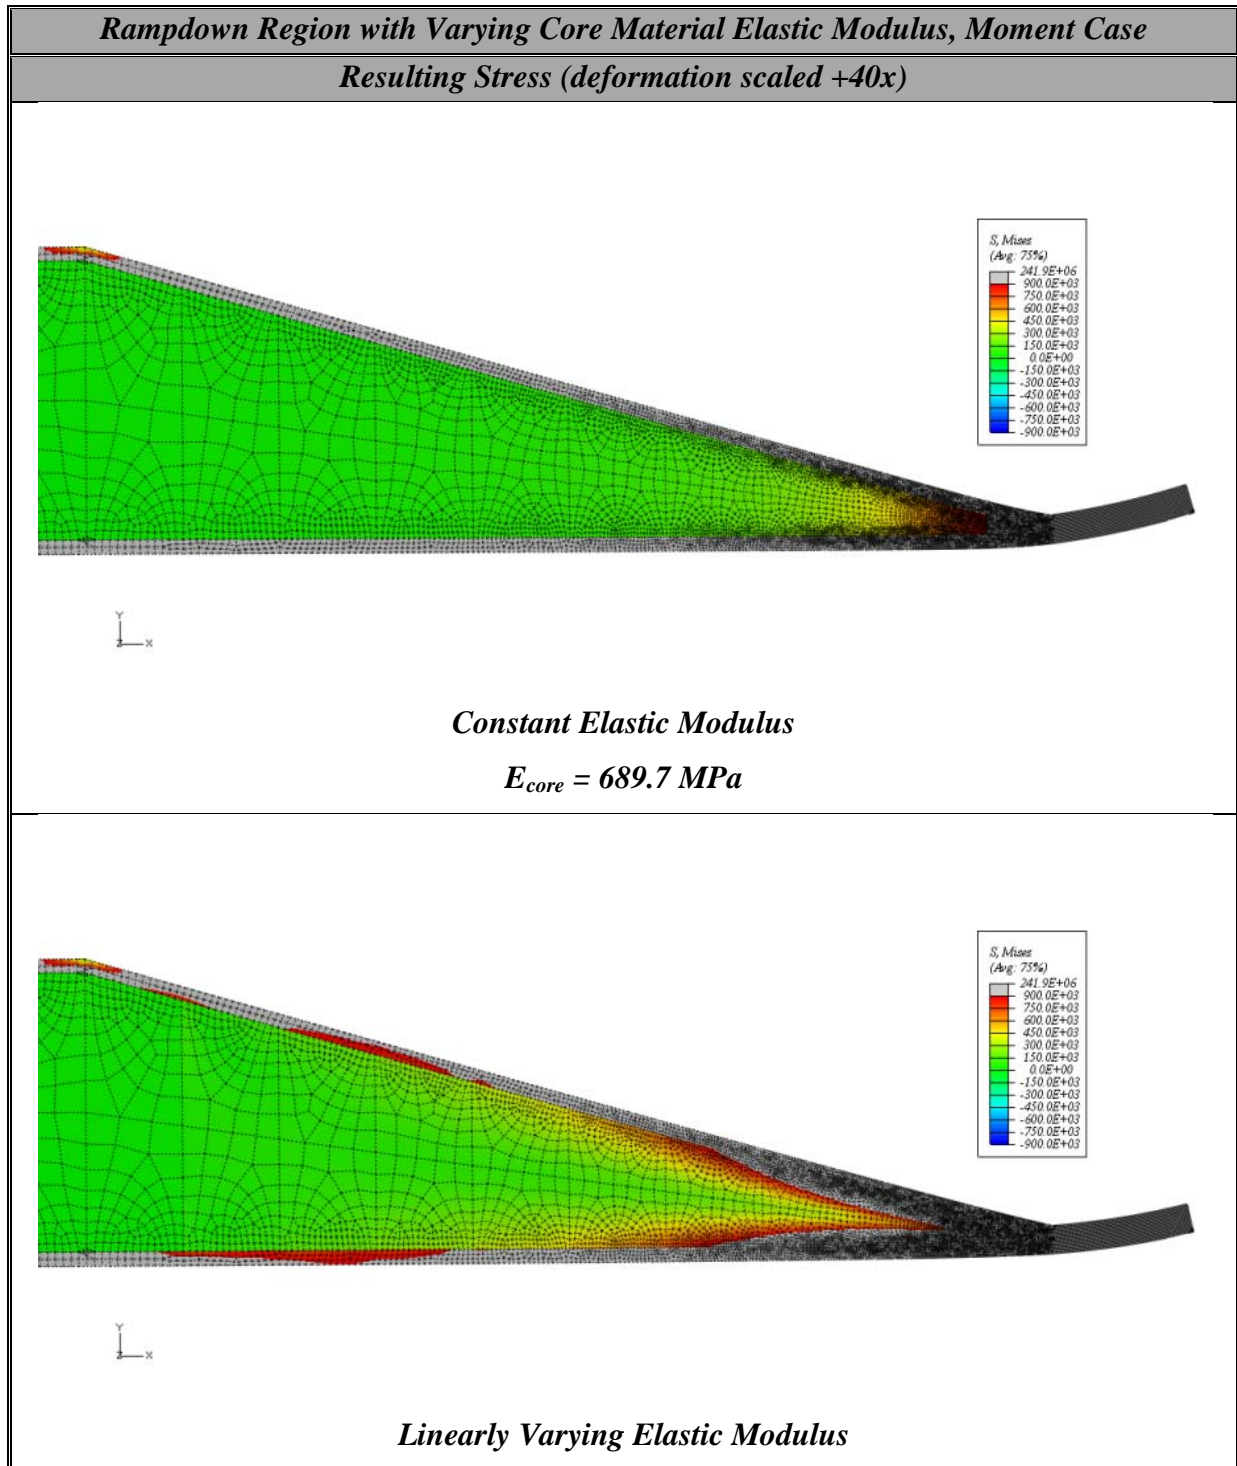 Rampdown Region with Varying Core Material Elastic Modulus, Moment Case
Resulting Stress (deformation scaled +40x)
S, Mises
(Avg: 75%)
241.9E+06
900.0E+03
750.0E+03
600.0E+03
450.0E+03
300.0E+03
150.0E+03
0.0E+00
-150.0E+03
-300.0E+03
-450.0E+03
-600.0E+03
-750.0E+03
-900.0E+03
Y
Z X
Constant Elastic Modulus
Ecore = 689.7 MPa
S, Mises
(Avg: 75%)
241.9E+06
900.0E+03
750.0E+03
600.0E+03
450.0E+03
300.0E+03
150.0E+03
0.0E+00
-150.0E+03
-300.0E+03
-450.0E+03
-600.0E+03
-750.0E+03
-900.0E+03
Y
Z X
Linearly Varying Elastic Modulus